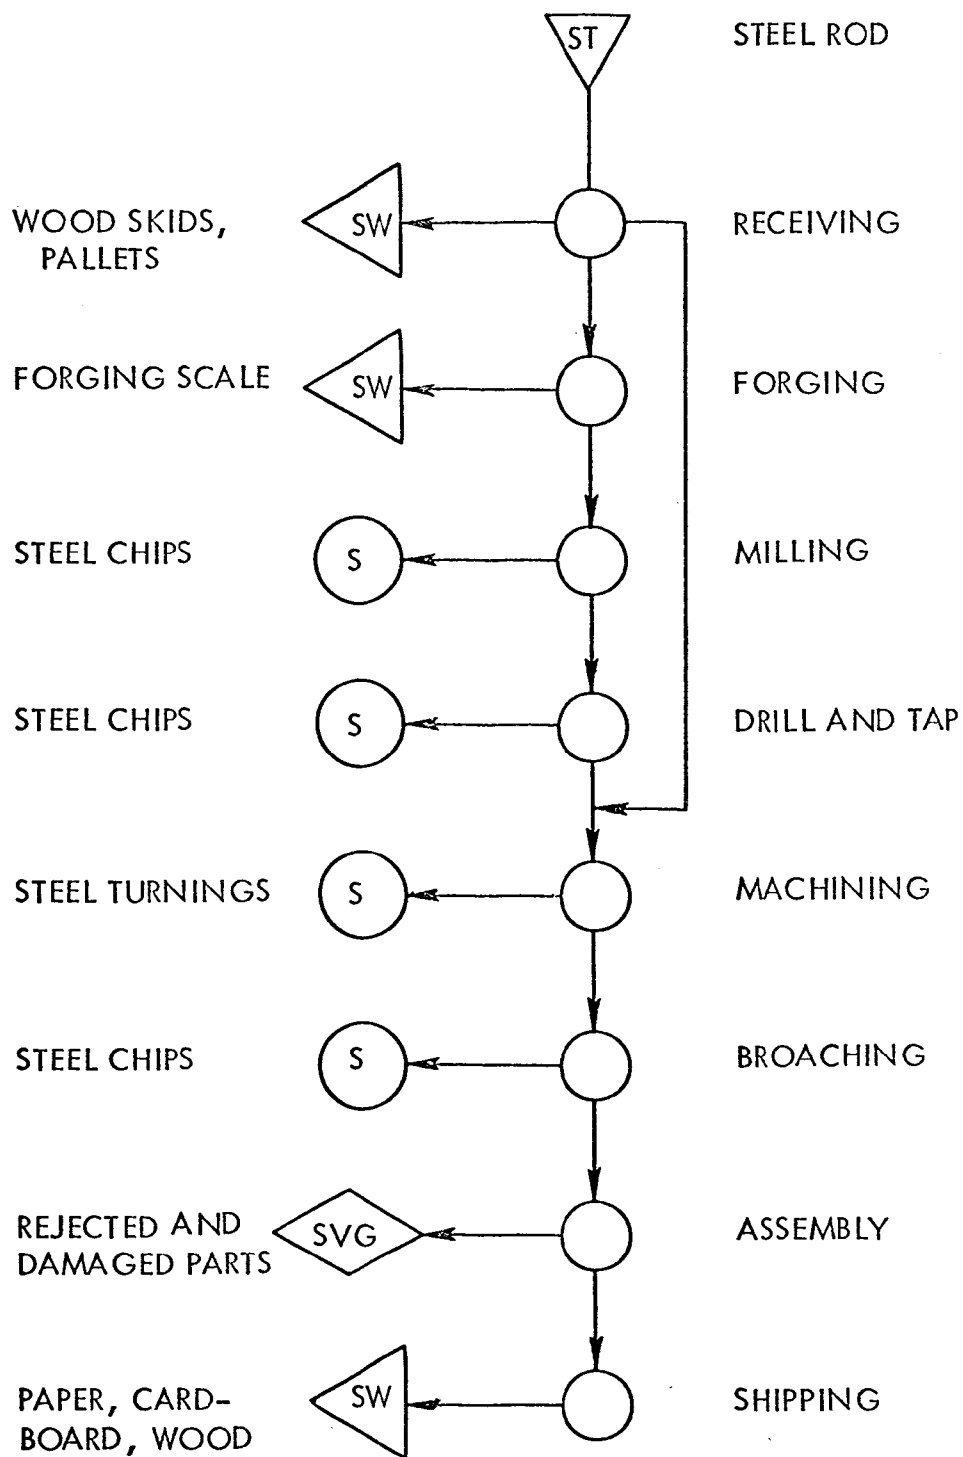 ST STEEL ROD
WOOD SKIDS, SW RECEIVING
PALLETS
FORGING SCALE SW FORGING
STEEL CHIPS S MILLING
STEEL CHIPS S DRILL AND TAP
STEEL TURNINGS S MACHINING
STEEL CHIPS S BROACHING
REJECTED AND SVG ASSEMBLY
DAMAGED PARTS
PAPER, CARD- SW SHIPPING
BOARD, WOOD